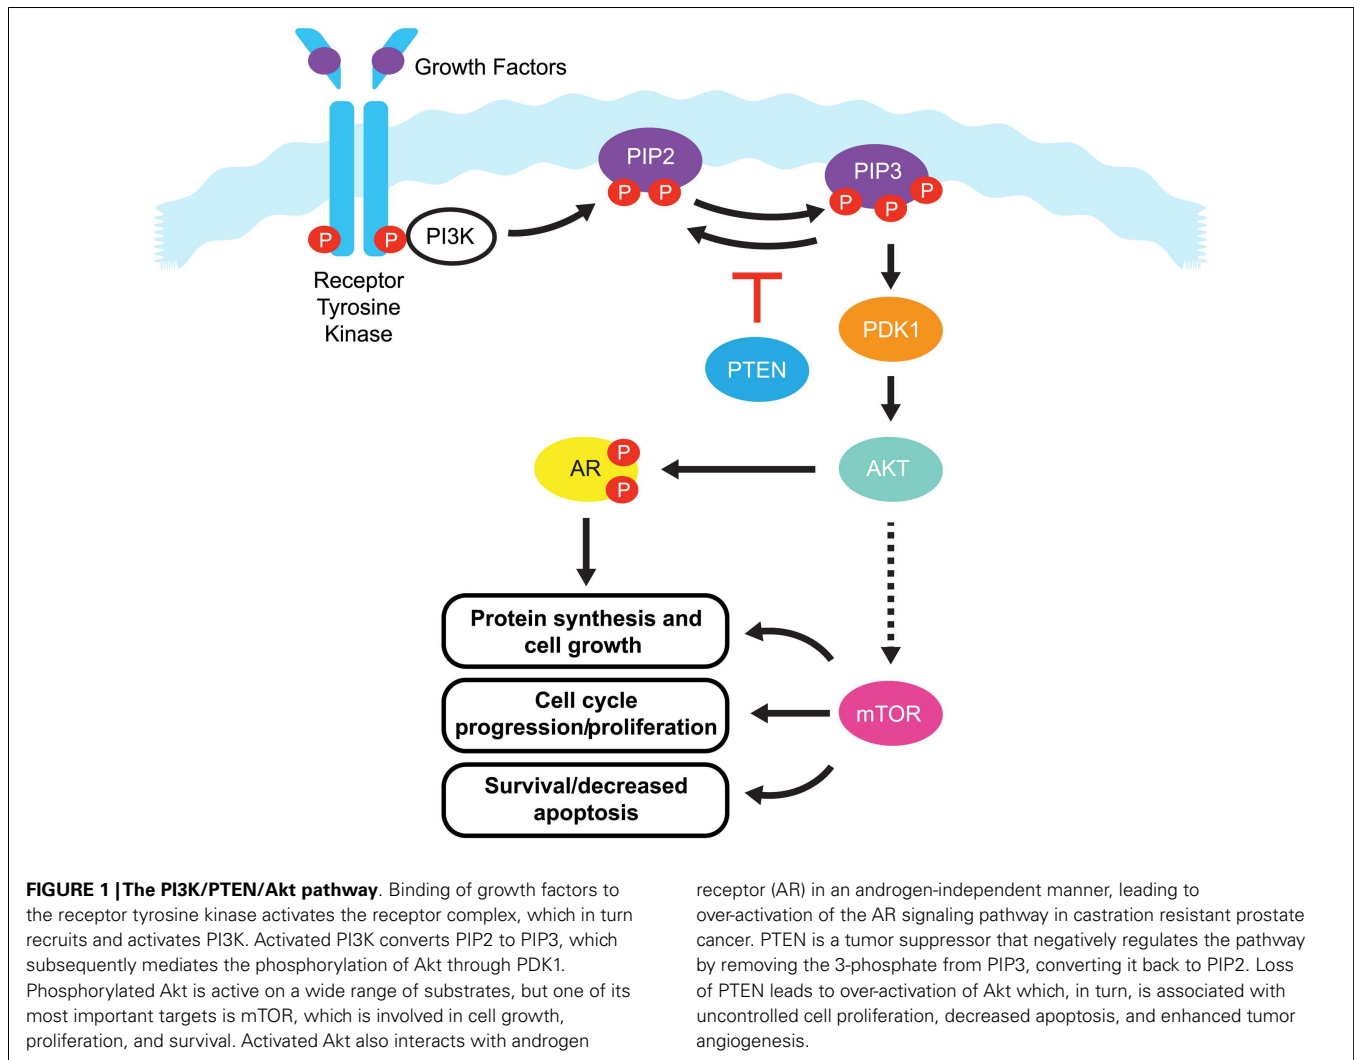 Growth Factors
PIP2
P P
PIP3
P P P
P P
PI3K
Receptor
Tyrosine
Kinase
PDK1
PTEN
AR
P
P
AKT
Protein synthesis and
cell growth
Cell cycle
progression/proliferation
mTOR
Survival/decreased
apoptosis
FIGURE 1 | The PI3K/PTEN/Akt pathway. Binding of growth factors to
the receptor tyrosine kinase activates the receptor complex, which in turn
recruits and activates PI3K. Activated PI3K converts PIP2 to PIP3, which
subsequently mediates the phosphorylation of Akt through PDK1.
Phosphorylated Akt is active on a wide range of substrates, but one of its
most important targets is mTOR, which is involved in cell growth,
proliferation, and survival. Activated Akt also interacts with androgen
receptor (AR) in an androgen-independent manner, leading to
over-activation of the AR signaling pathway in castration resistant prostate
cancer. PTEN is a tumor suppressor that negatively regulates the pathway
by removing the 3-phosphate from PIP3, converting it back to PIP2. Loss
of PTEN leads to over-activation of Akt which, in turn, is associated with
uncontrolled cell proliferation, decreased apoptosis, and enhanced tumor
angiogenesis.